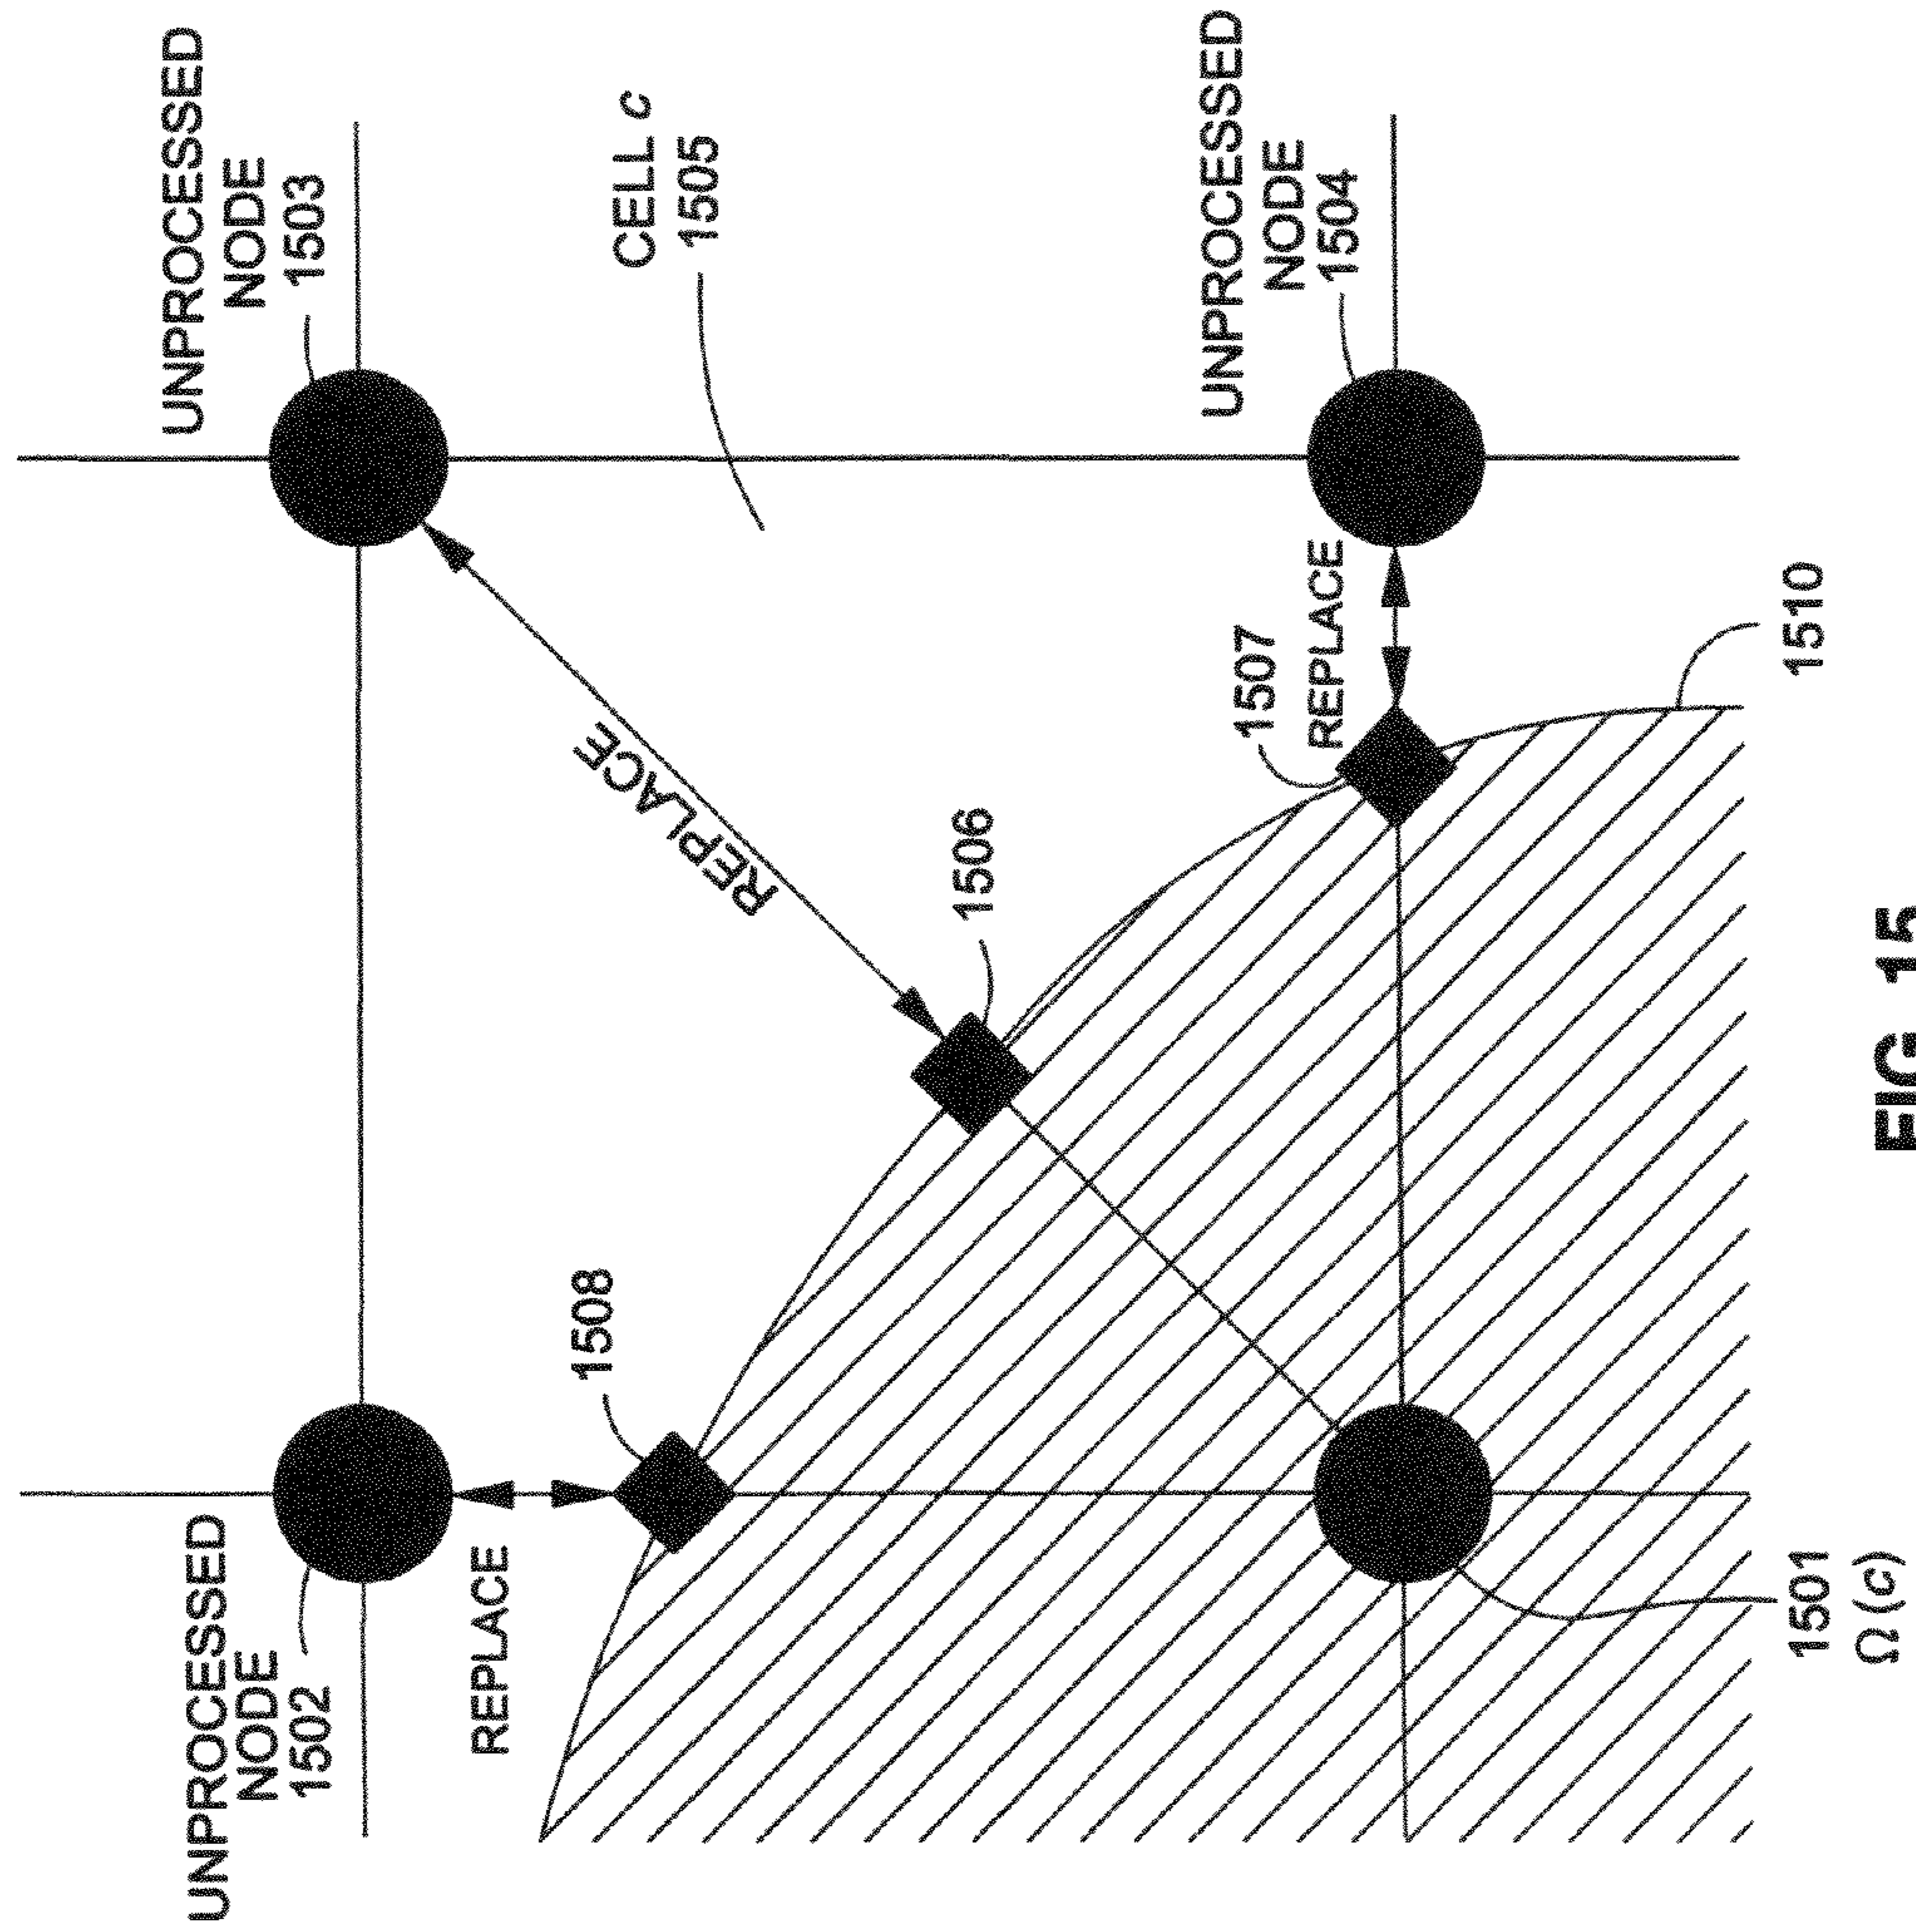 UNPROCESSED
NODE
1502
UNPROCESSED
NODE
1503
REPLACE
1508
CELL c
1505
REPLACE
1506
UNPROCESSED
NODE
1504
1507
REPLACE
1501
Ω(c)
1510
FIG 15